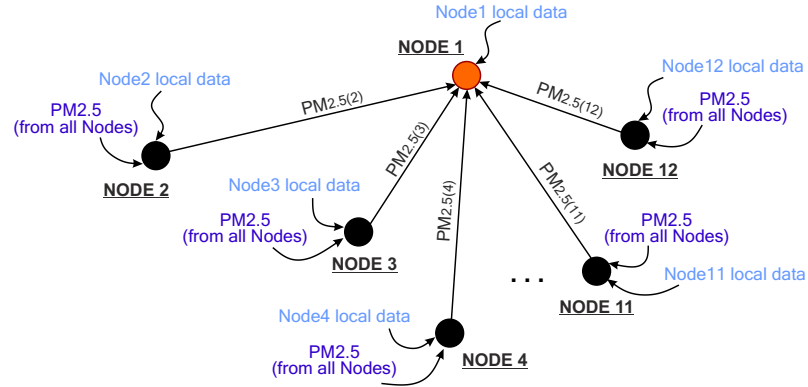 Node1 local data
NODE 1
Node2 local data
PM2.5
(from all Nodes)
NODE 2
PM2.5(2)
PM2.5(3)
PM2.5(4)
PM2.5(11)
PM2.5(12)
Node12 local data
PM2.5
(from all Nodes)
NODE 12
Node3 local data
PM2.5
(from all Nodes)
NODE 3
PM2.5
(from all Nodes)
Node11 local data
NODE 11
. . .
Node4 local data
PM2.5
(from all Nodes)
NODE 4